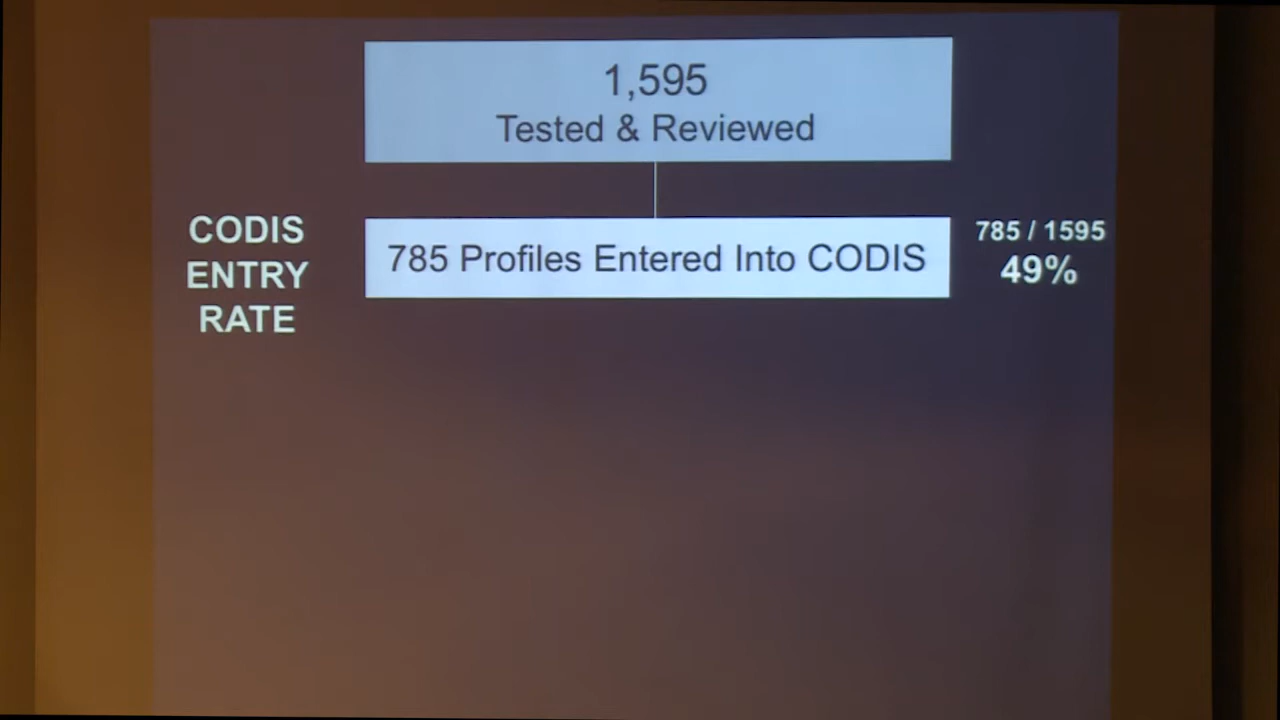 1,595
Tested & Reviewed
CODIS
ENTRY
RATE
785 Profiles Entered Into CODIS
785 / 1595
49%